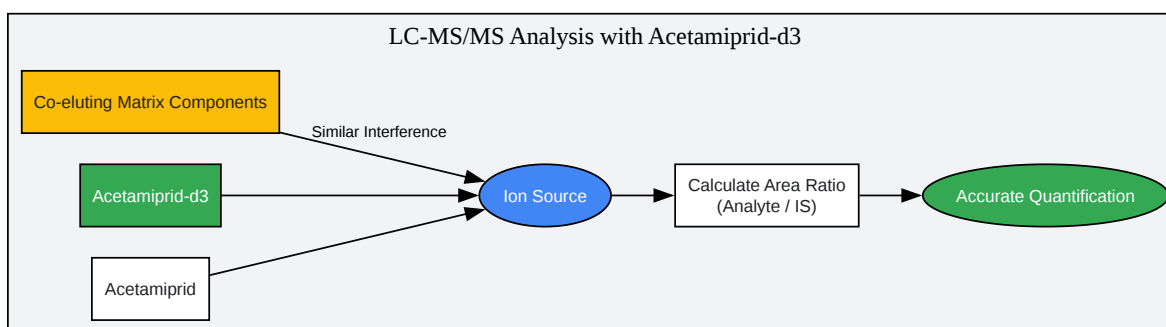 LC-MS/MS Analysis with Acetamiprid-d3
Co-eluting Matrix Components
Similar Interference
Acetamiprid-d3
Ion Source
Calculate Area Ratio
(Analyte / IS)
Accurate Quantification
Acetamiprid